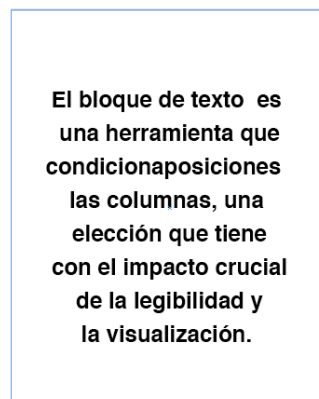 El bloque de texto  es
una herramienta que
condicionaposiciones
las columnas, una
elección que tiene
con el impacto crucial
de la legibilidad y
la visualización.